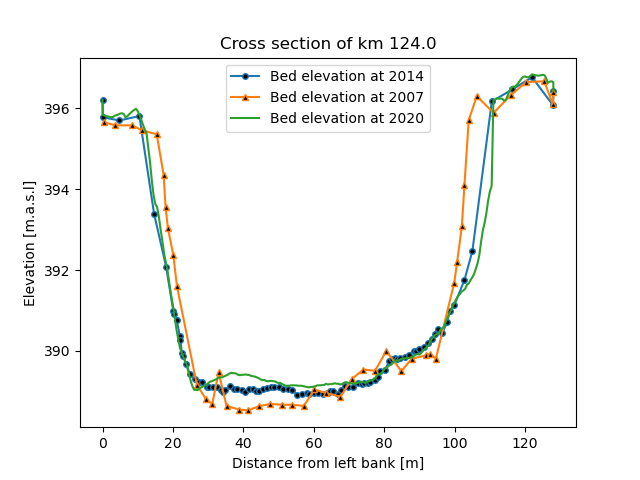 Cross section of km 124.0
Bed elevation at 2014
Bed elevation at 2007
Bed elevation at 2020
Elevation [m.a.s.l]
396
394
392
390
0 20 40 60 80 100 120
Distance from left bank [m]